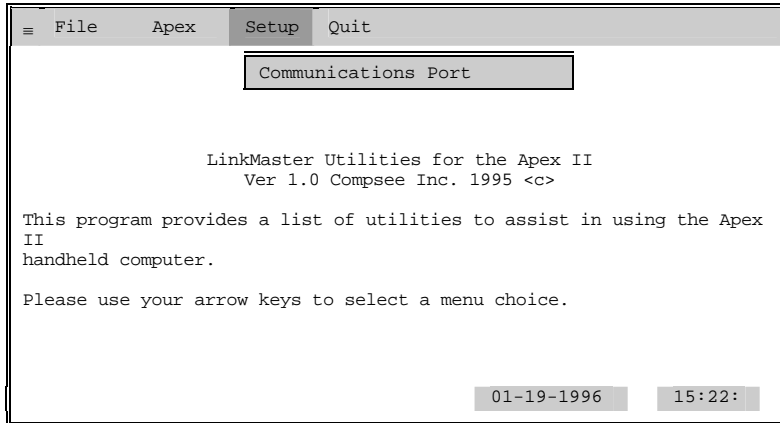 ≡ File Apex Setup Quit
Communications Port
LinkMaster Utilities for the Apex II
Ver 1.0 Compsee Inc. 1995 <c>
This program provides a list of utilities to assist in using the Apex
II
handheld computer.
Please use your arrow keys to select a menu choice.
01-19-1996 15:22: